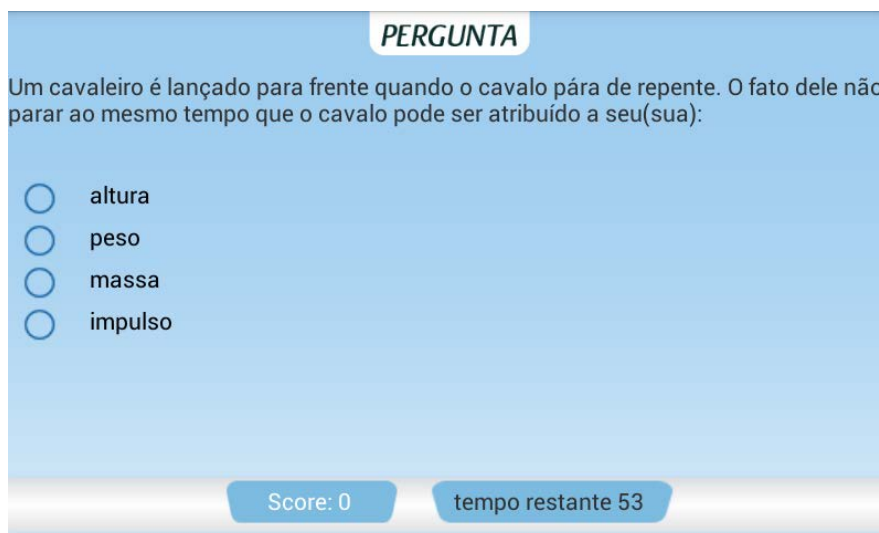 PERGUNTA
Um cavaleiro é lançado para frente quando o cavalo pára de repente. O fato dele não
parar ao mesmo tempo que o cavalo pode ser atribuído a seu(sua):
altura
peso
massa
impulso
Score: 0
tempo restante 53